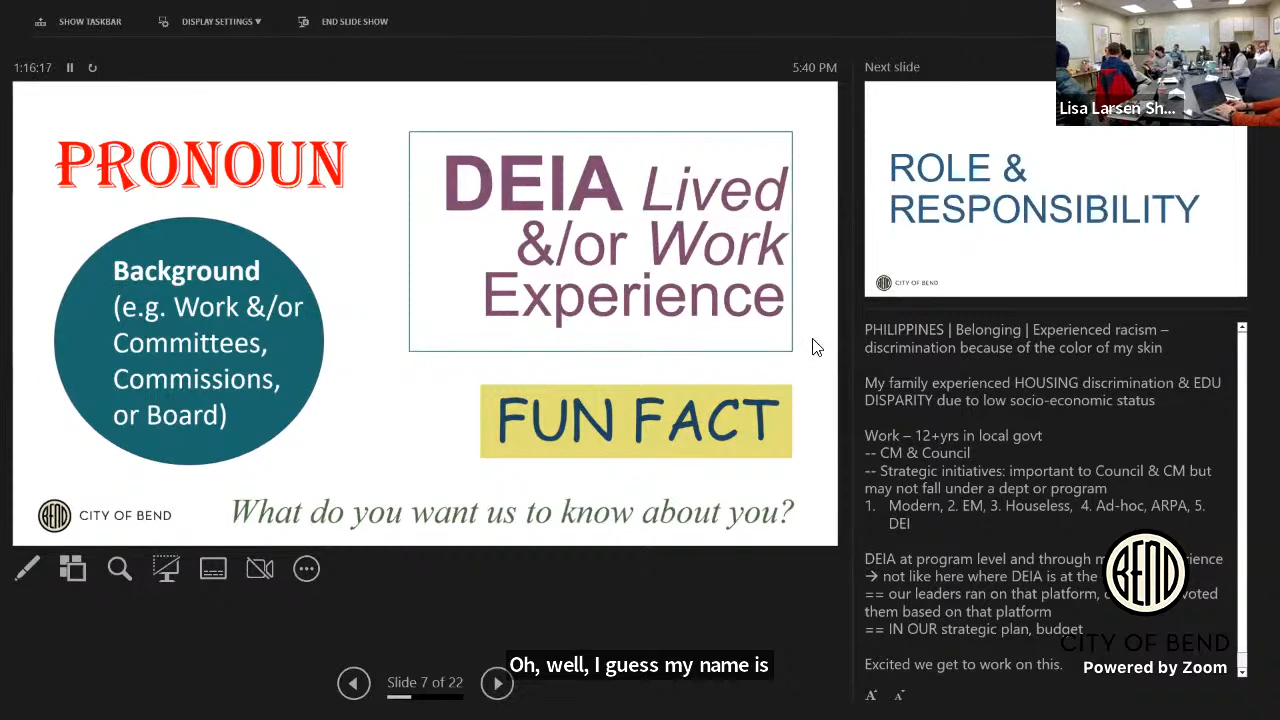 SHOW TASKBAR
DISPLAY SETTINGS
END SLIDE SHOW
1:16:17
5:40 PM
PRONOUN
Background
(e.g. Work &/or
Committees,
Commissions,
or Board)
DEIA Lived
&/or Work
Experience
FUN FACT
What do you want us to know about you?
BEND
CITY OF BEND
Slide 7 of 22
Oh, well, I guess my name is
Next slide
Lisa Larsen Sh...
ROLE &
RESPONSIBILITY
CITY OF BEND
PHILIPPINES | Belonging | Experienced racism –
discrimination because of the color of my skin
My family experienced HOUSING discrimination & EDU
DISPARITY due to low socio-economic status
Work – 12+yrs in local govt
-- CM & Council
-- Strategic initiatives: important to Council & CM but
may not fall under a dept or program
1. Modern, 2. EM, 3. Houseless, 4. Ad-hoc, ARPA, 5.
DEI
DEIA at program level and through
→ not like here where DEIA is at the
== our leaders ran on that platform, voted
them based on that platform
== IN OUR strategic plan, budget
Excited we get to work on this.
BEND
CITY OF BEND
Powered by Zoom
A A